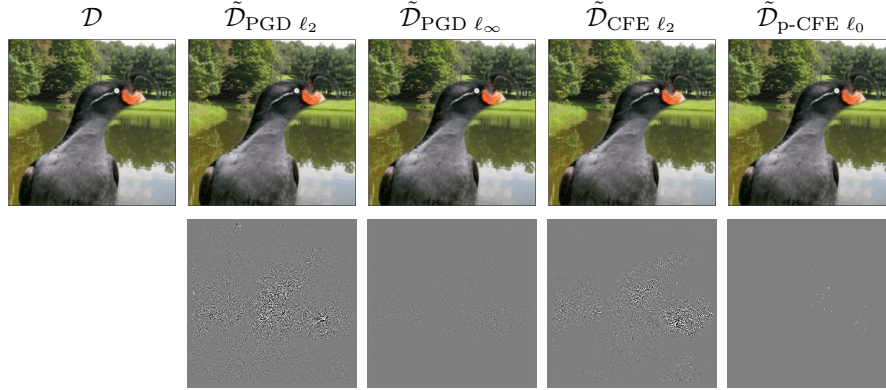 𝒟 𝒟̃_PGD ℓ₂ 𝒟̃_PGD ℓ∞ 𝒟̃_CFE ℓ₂ 𝒟̃_p-CFE ℓ₀